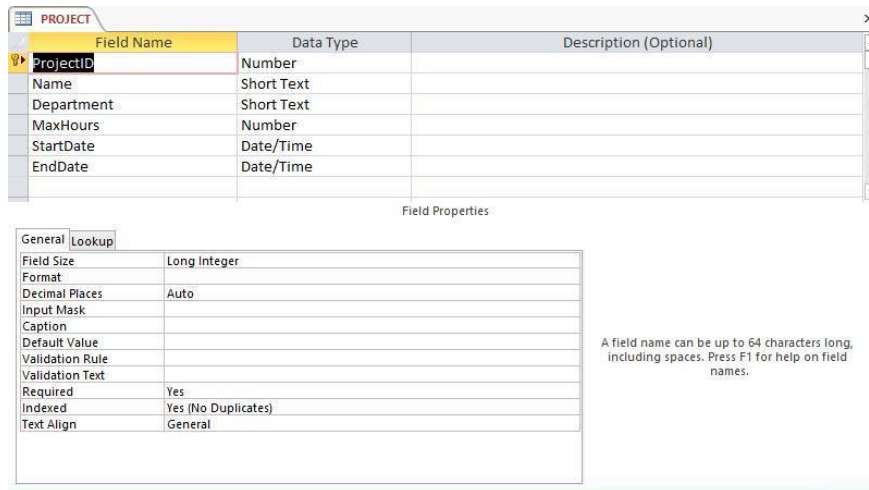 PROJECT
Field Name Data Type Description (Optional)
ProjectID Number
Name Short Text
Department Short Text
MaxHours Number
StartDate Date/Time
EndDate Date/Time
Field Properties
General Lookup
Field Size Long Integer
Format
Decimal Places Auto
Input Mask
Caption
Default Value
Validation Rule
Validation Text
Required Yes
Indexed Yes (No Duplicates)
Text Align General
A field name can be up to 64 characters long,
including spaces. Press F1 for help on field
names.